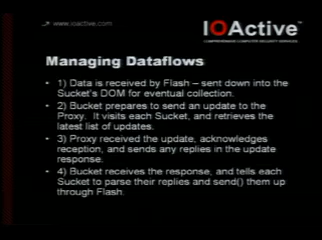 www.ioactive.com
IOActive
COMPREHENSIVE COMPUTER SECURITY SERVICES
Managing Dataflows
1) Data is received by Flash – sent down into
the Sucket's DOM for eventual collection.
2) Bucket prepares to send an update to the
Proxy. It visits each Sucket, and retrieves the
latest list of updates.
3) Proxy received the update, acknowledges
reception, and sends any replies in the update
response.
4) Bucket receives the response, and tells each
Sucket to parse their replies and send() them up
through Flash.